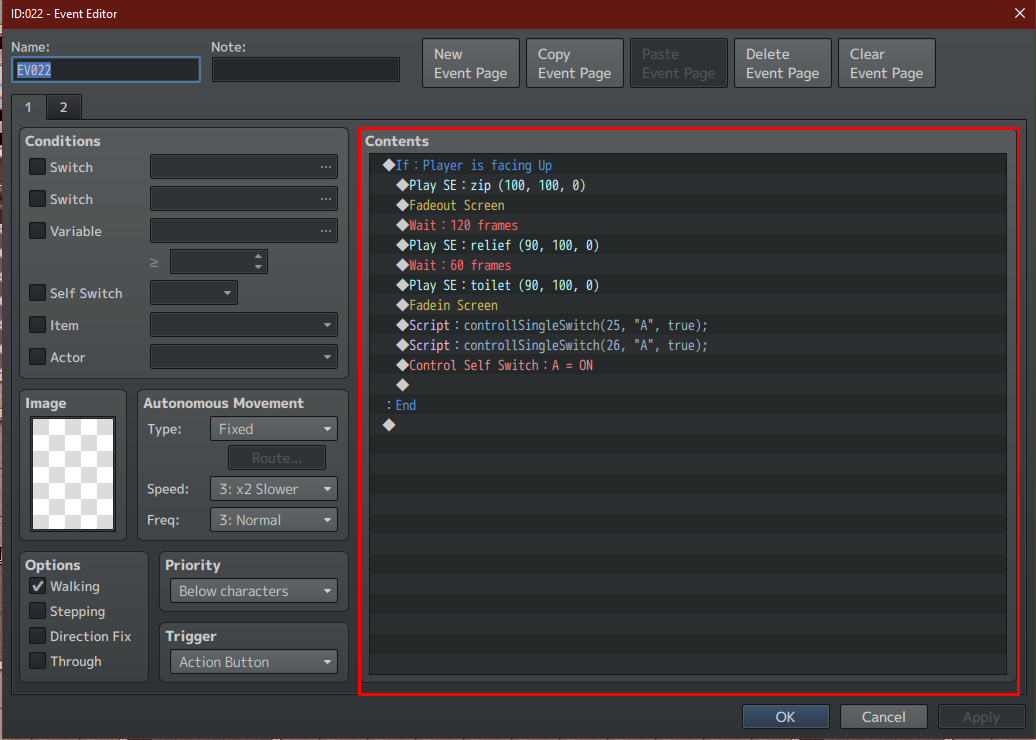 ID:022 - Event Editor
Name:
Note:
EV022
New
Event Page
Copy
Event Page
Paste
Event Page
Delete
Event Page
Clear
Event Page
1
2
Conditions
Switch
...
Switch
...
Variable
...
≥
Self Switch
Item
Actor
Image
Autonomous Movement
Type:
Fixed
Route...
Speed:
3: x2 Slower
Freq:
3: Normal
Options
Walking
Stepping
Direction Fix
Through
Priority
Below characters
Trigger
Action Button
Contents
◆If：Player is facing Up
◆Play SE：zip (100, 100, 0)
◆Fadeout Screen
◆Wait：120 frames
◆Play SE：relief (90, 100, 0)
◆Wait：60 frames
◆Play SE：toilet (90, 100, 0)
◆Fadein Screen
◆Script：controllSingleSwitch(25, "A", true);
◆Script：controllSingleSwitch(26, "A", true);
◆Control Self Switch：A = ON
◆
：End
◆
OK
Cancel
Apply